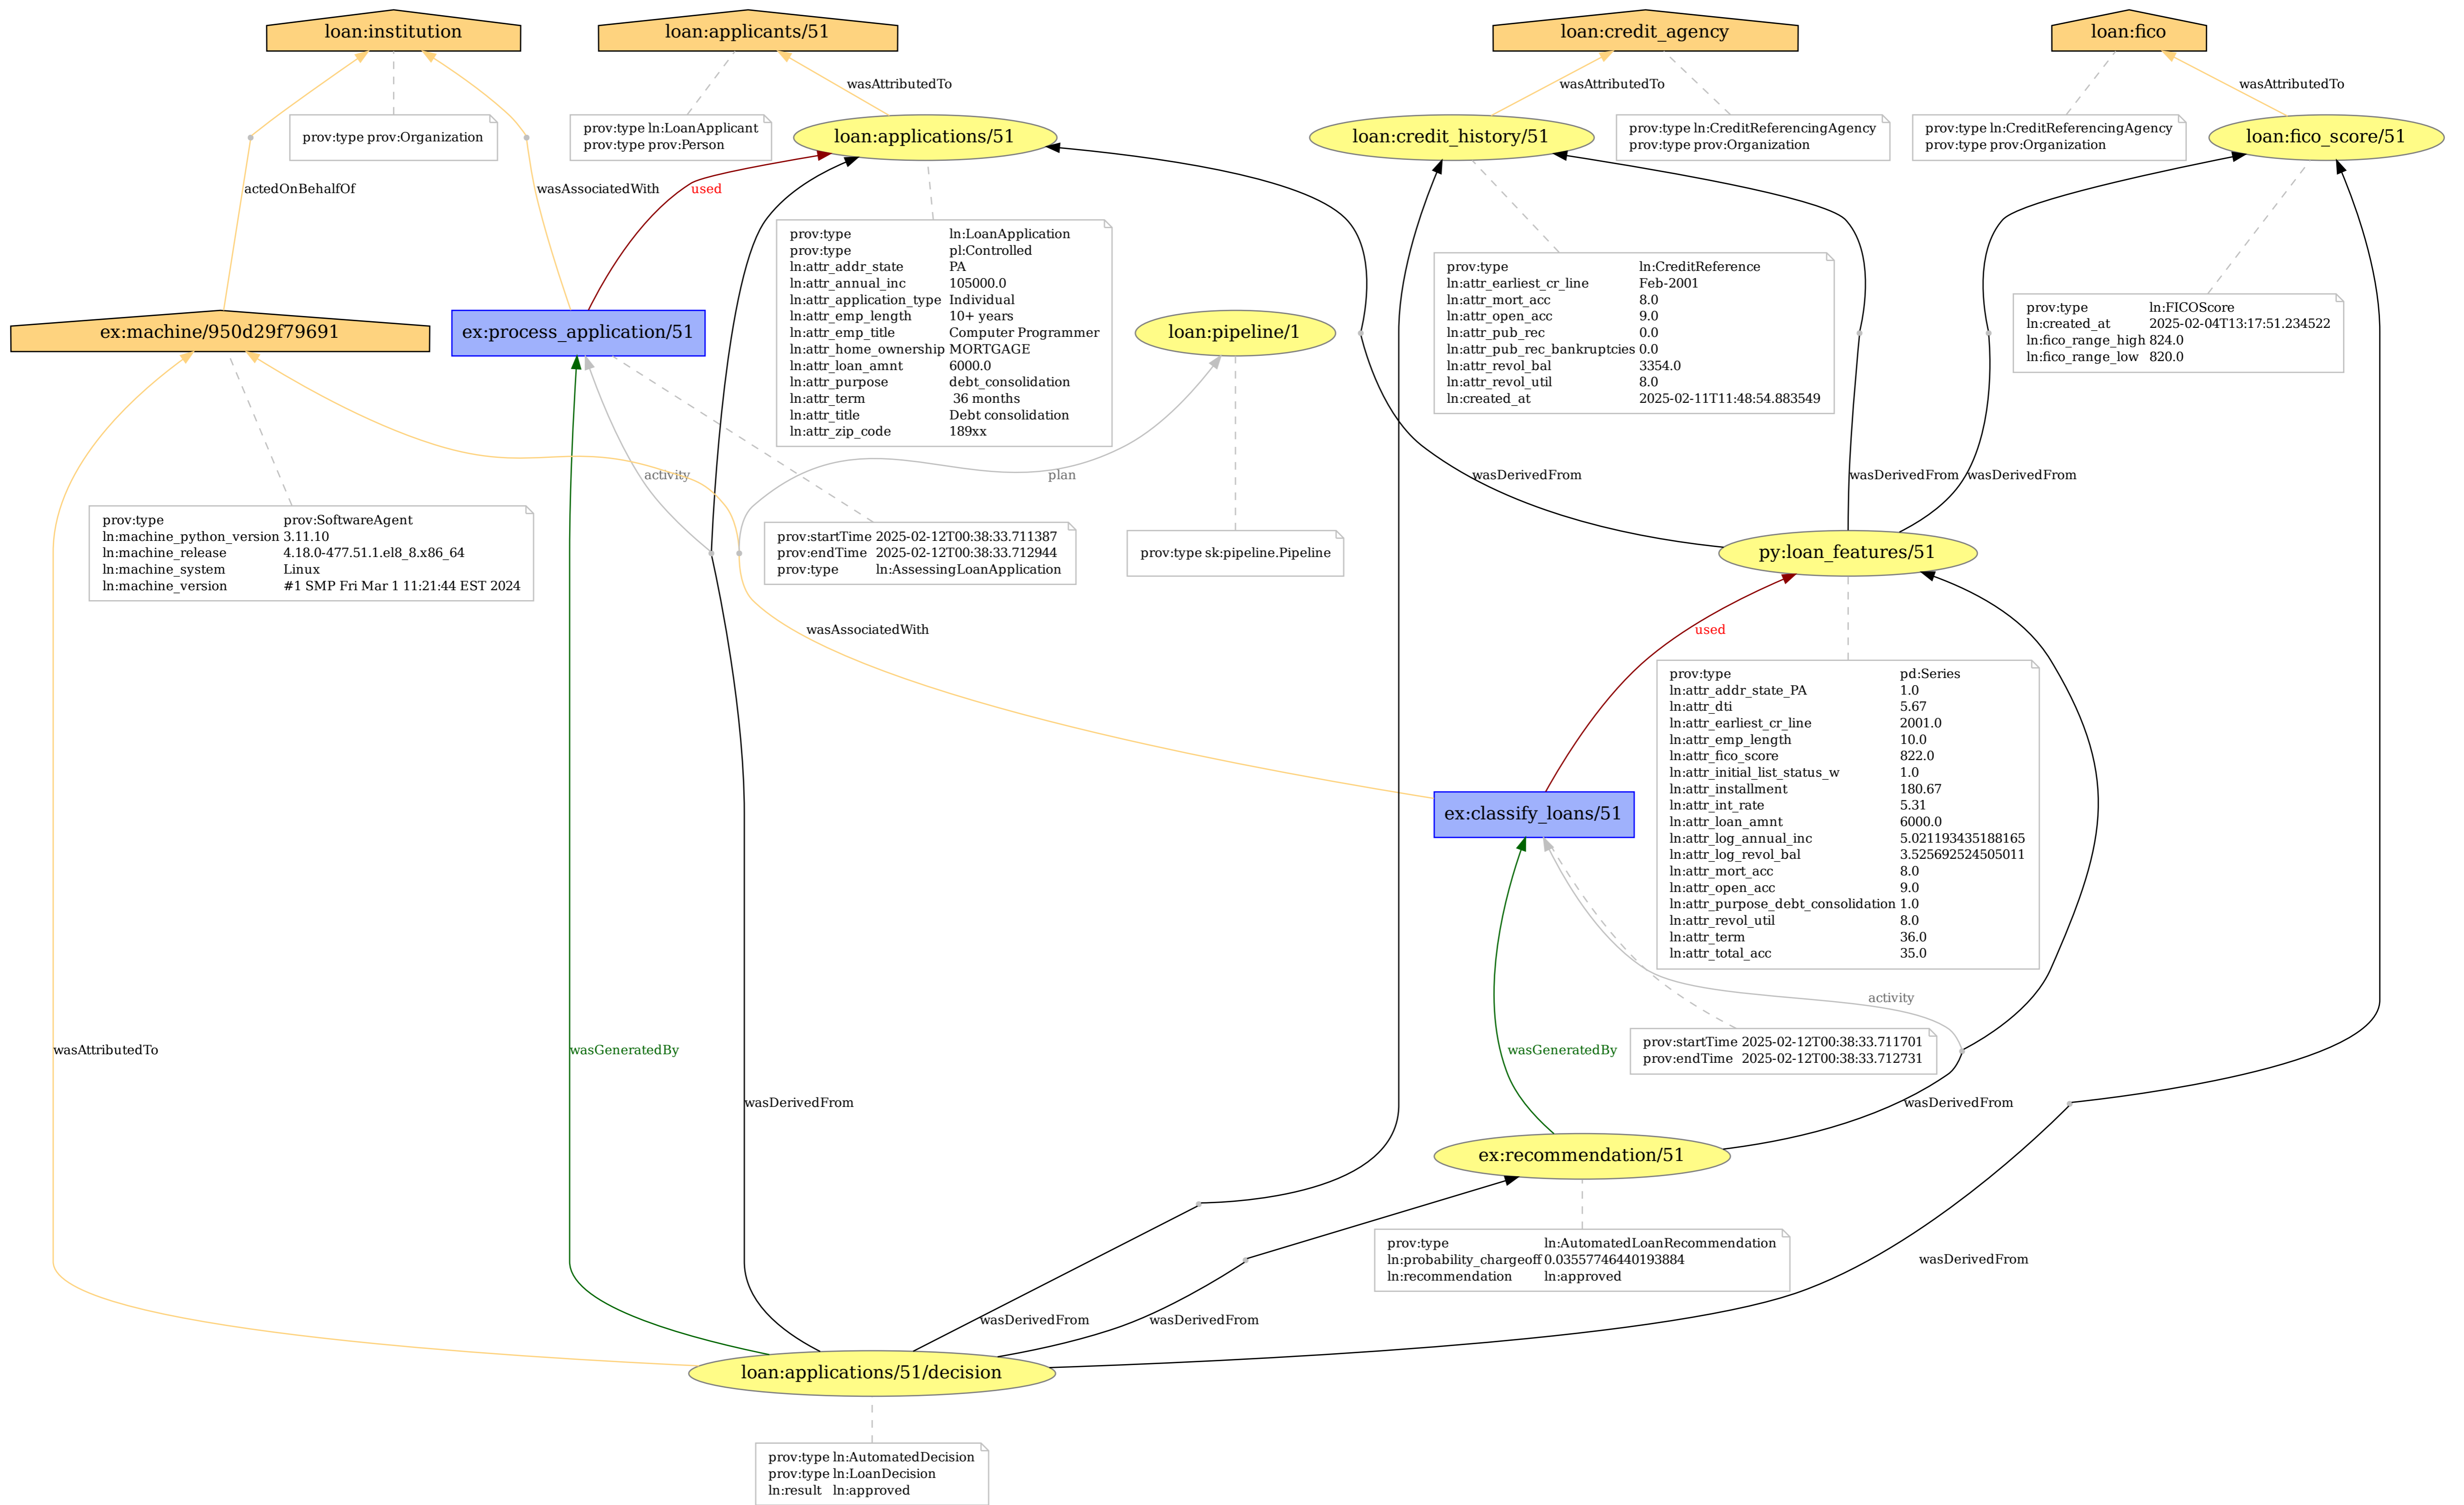 loan:institution
loan:applicants/51
loan:credit_agency
loan:fico
wasAttributedTo
wasAttributedTo
wasAttributedTo
prov:type prov:Organization
prov:type ln:LoanApplicant
prov:type prov:Person
loan:applications/51
loan:credit_history/51
prov:type ln:CreditReferencingAgency
prov:type prov:Organization
prov:type ln:CreditReferencingAgency
prov:type prov:Organization
loan:fico_score/51
actedOnBehalfOf
wasAssociatedWith
used
prov:type ln:LoanApplication
prov:type pl:Controlled
ln:attr_addr_state PA
ln:attr_annual_inc 105000.0
ln:attr_application_type Individual
ln:attr_emp_length 10+ years
ln:attr_emp_title Computer Programmer
ln:attr_home_ownership MORTGAGE
ln:attr_loan_amnt 6000.0
ln:attr_purpose debt_consolidation
ln:attr_term 36 months
ln:attr_title Debt consolidation
ln:attr_zip_code 189xx
prov:type ln:CreditReference
ln:attr_earliest_cr_line Feb-2001
ln:attr_mort_acc 8.0
ln:attr_open_acc 9.0
ln:attr_pub_rec 0.0
ln:attr_pub_rec_bankruptcies 0.0
ln:attr_revol_bal 3354.0
ln:attr_revol_util 8.0
ln:created_at 2025-02-11T11:48:54.883549
prov:type ln:FICOScore
ln:created_at 2025-02-04T13:17:51.234522
ln:fico_range_high 824.0
ln:fico_range_low 820.0
ex:machine/950d29f79691
ex:process_application/51
loan:pipeline/1
activity
plan
wasDerivedFrom
wasDerivedFrom
wasDerivedFrom
prov:type prov:SoftwareAgent
ln:machine_python_version 3.11.10
ln:machine_release 4.18.0-477.51.1.el8_8.x86_64
ln:machine_system Linux
ln:machine_version #1 SMP Fri Mar 1 11:21:44 EST 2024
prov:startTime 2025-02-12T00:38:33.711387
prov:endTime 2025-02-12T00:38:33.712944
prov:type ln:AssessingLoanApplication
prov:type sk:pipeline.Pipeline
py:loan_features/51
wasAssociatedWith
used
prov:type pd:Series
ln:attr_addr_state_PA 1.0
ln:attr_dti 5.67
ln:attr_earliest_cr_line 2001.0
ln:attr_emp_length 10.0
ln:attr_fico_score 822.0
ln:attr_initial_list_status_w 1.0
ln:attr_installment 180.67
ln:attr_int_rate 5.31
ln:attr_loan_amnt 6000.0
ln:attr_log_annual_inc 5.021193435188165
ln:attr_log_revol_bal 3.525692524505011
ln:attr_mort_acc 8.0
ln:attr_open_acc 9.0
ln:attr_purpose_debt_consolidation 1.0
ln:attr_revol_util 8.0
ln:attr_term 36.0
ln:attr_total_acc 35.0
ex:classify_loans/51
activity
wasAttributedTo
wasGeneratedBy
wasGeneratedBy
prov:startTime 2025-02-12T00:38:33.711701
prov:endTime 2025-02-12T00:38:33.712731
wasDerivedFrom
wasDerivedFrom
ex:recommendation/51
prov:type ln:AutomatedLoanRecommendation
ln:probability_chargeoff 0.03557746440193884
ln:recommendation ln:approved
wasDerivedFrom
wasDerivedFrom
wasDerivedFrom
loan:applications/51/decision
prov:type ln:AutomatedDecision
prov:type ln:LoanDecision
ln:result ln:approved